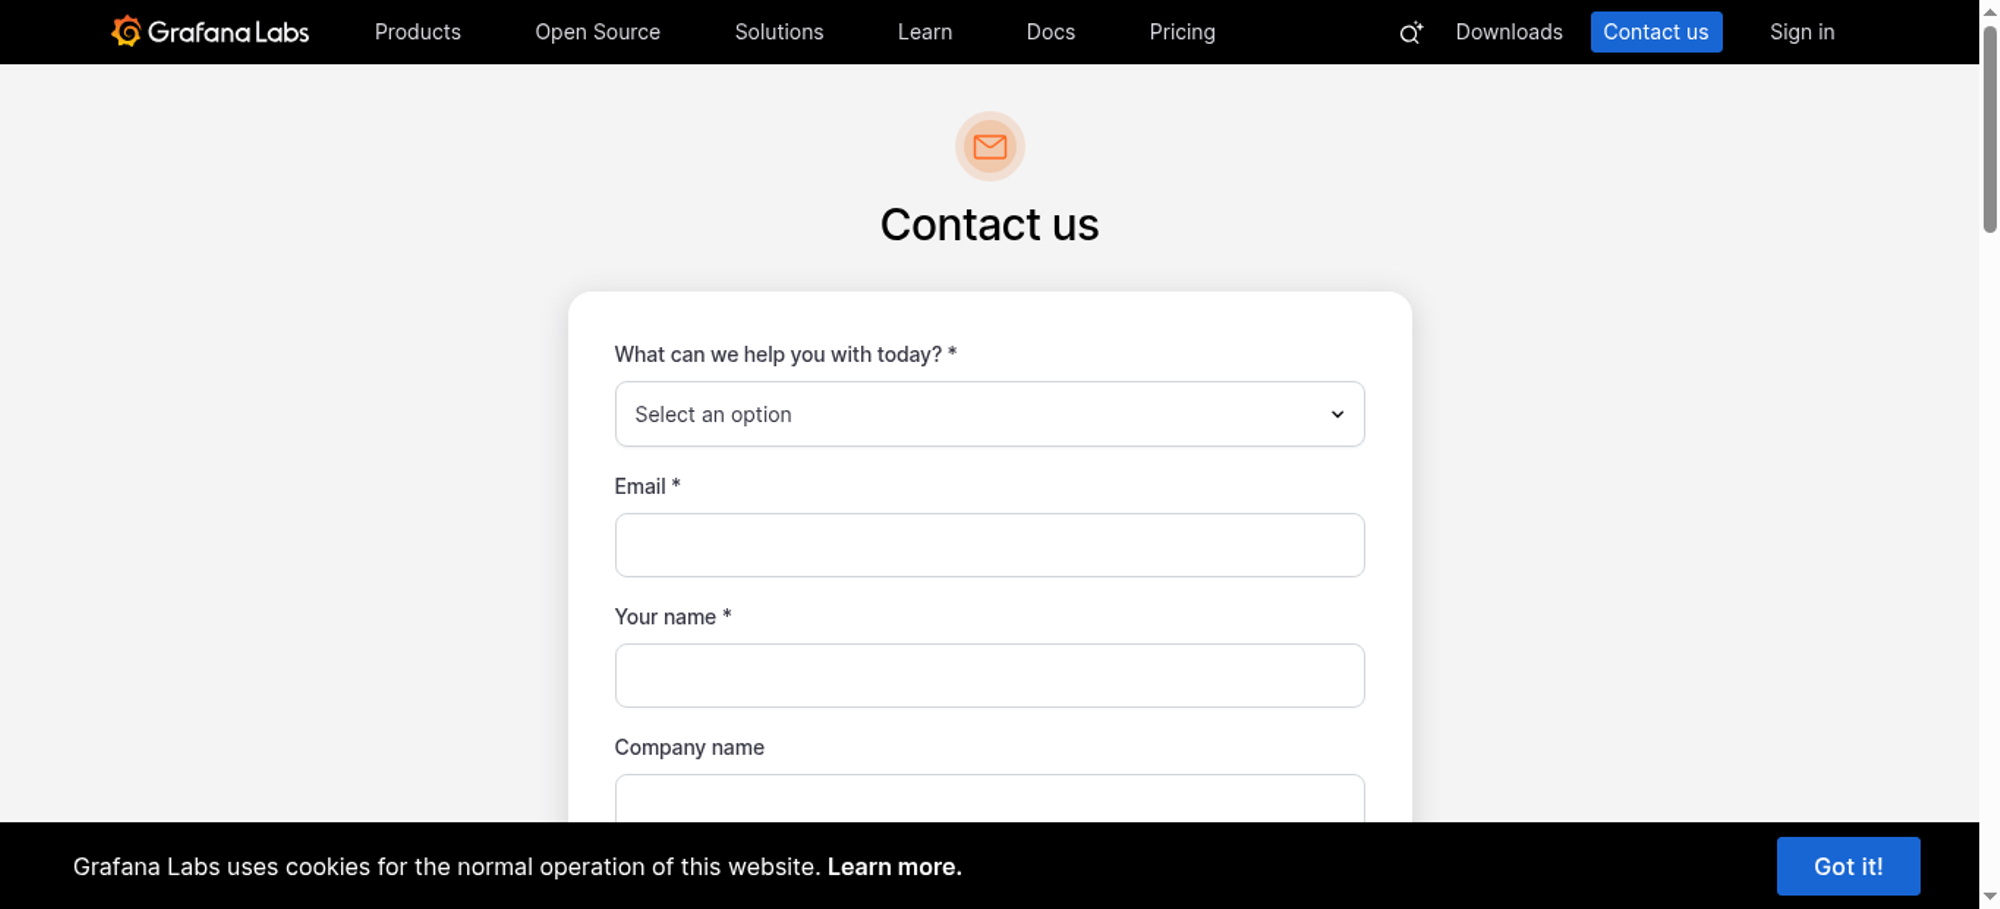 Grafana Labs Products Open Source Solutions Learn Docs Pricing Downloads Contact us Sign in
Contact us
What can we help you with today? *
Select an option
Email *
Your name *
Company name
Grafana Labs uses cookies for the normal operation of this website. Learn more. Got it!